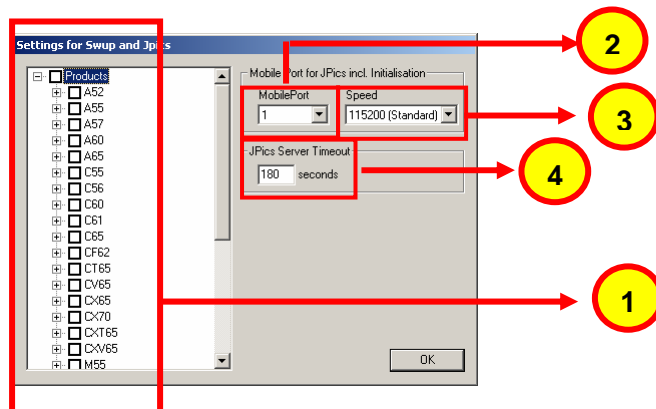 Settings for Swup and Jpics
Products
A52
A55
A57
A60
A65
C55
C56
C60
C61
C65
CF62
CT65
CV65
CX65
CX70
CXT65
CXV65
M55
Mobile Port for JPics incl. Initialisation
MobilePort
1
Speed
115200 (Standard)
JPics Server Timeout
180 seconds
OK
2
3
4
1